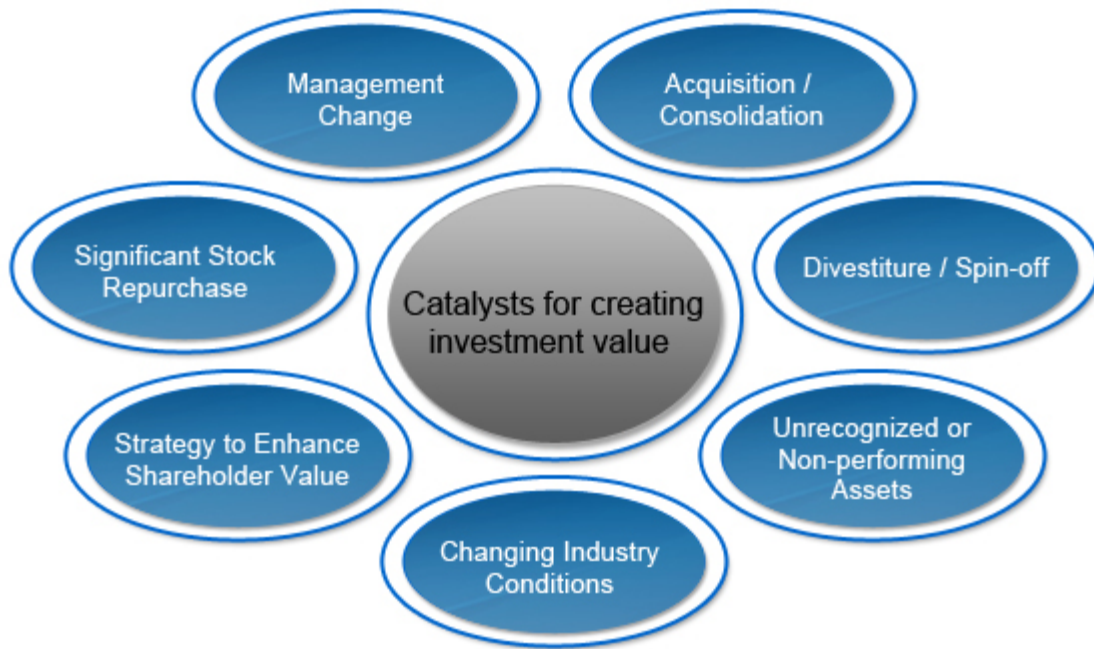 Management
Change
Acquisition /
Consolidation
Significant Stock
Repurchase
Divestiture / Spin-off
Catalysts for creating
investment value
Strategy to Enhance
Shareholder Value
Unrecognized or
Non-performing
Assets
Changing Industry
Conditions